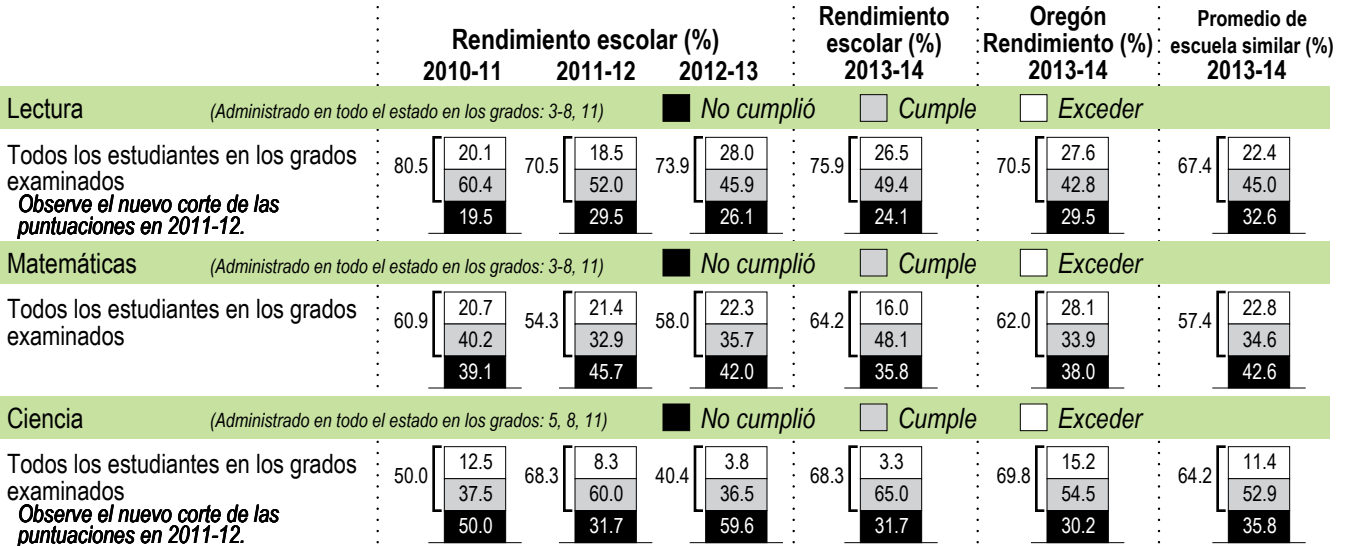 Rendimiento escolar (%)
2010-11 2011-12 2012-13
Rendimiento
escolar (%)
2013-14
Oregón
Rendimiento (%)
2013-14
Promedio de
escuela similar (%)
2013-14
Lectura (Administrado en todo el estado en los grados: 3-8, 11) No cumplió Cumple Exceder
Todos los estudiantes en los grados
examinados
Observe el nuevo corte de las
puntuaciones en 2011-12.
80.5 20.1 70.5 18.5 73.9 28.0 75.9 26.5 70.5 27.6 67.4 22.4
60.4 52.0 45.9 49.4 42.8 45.0
19.5 29.5 26.1 24.1 29.5 32.6
Matemáticas (Administrado en todo el estado en los grados: 3-8, 11) No cumplió Cumple Exceder
Todos los estudiantes en los grados
examinados
60.9 20.7 54.3 21.4 58.0 22.3 64.2 16.0 62.0 28.1 57.4 22.8
40.2 32.9 35.7 48.1 33.9 34.6
39.1 45.7 42.0 35.8 38.0 42.6
Ciencia (Administrado en todo el estado en los grados: 5, 8, 11) No cumplió Cumple Exceder
Todos los estudiantes en los grados
examinados
Observe el nuevo corte de las
puntuaciones en 2011-12.
50.0 12.5 68.3 8.3 40.4 3.8 68.3 3.3 69.8 15.2 64.2 11.4
37.5 60.0 36.5 65.0 54.5 52.9
50.0 31.7 59.6 31.7 30.2 35.8